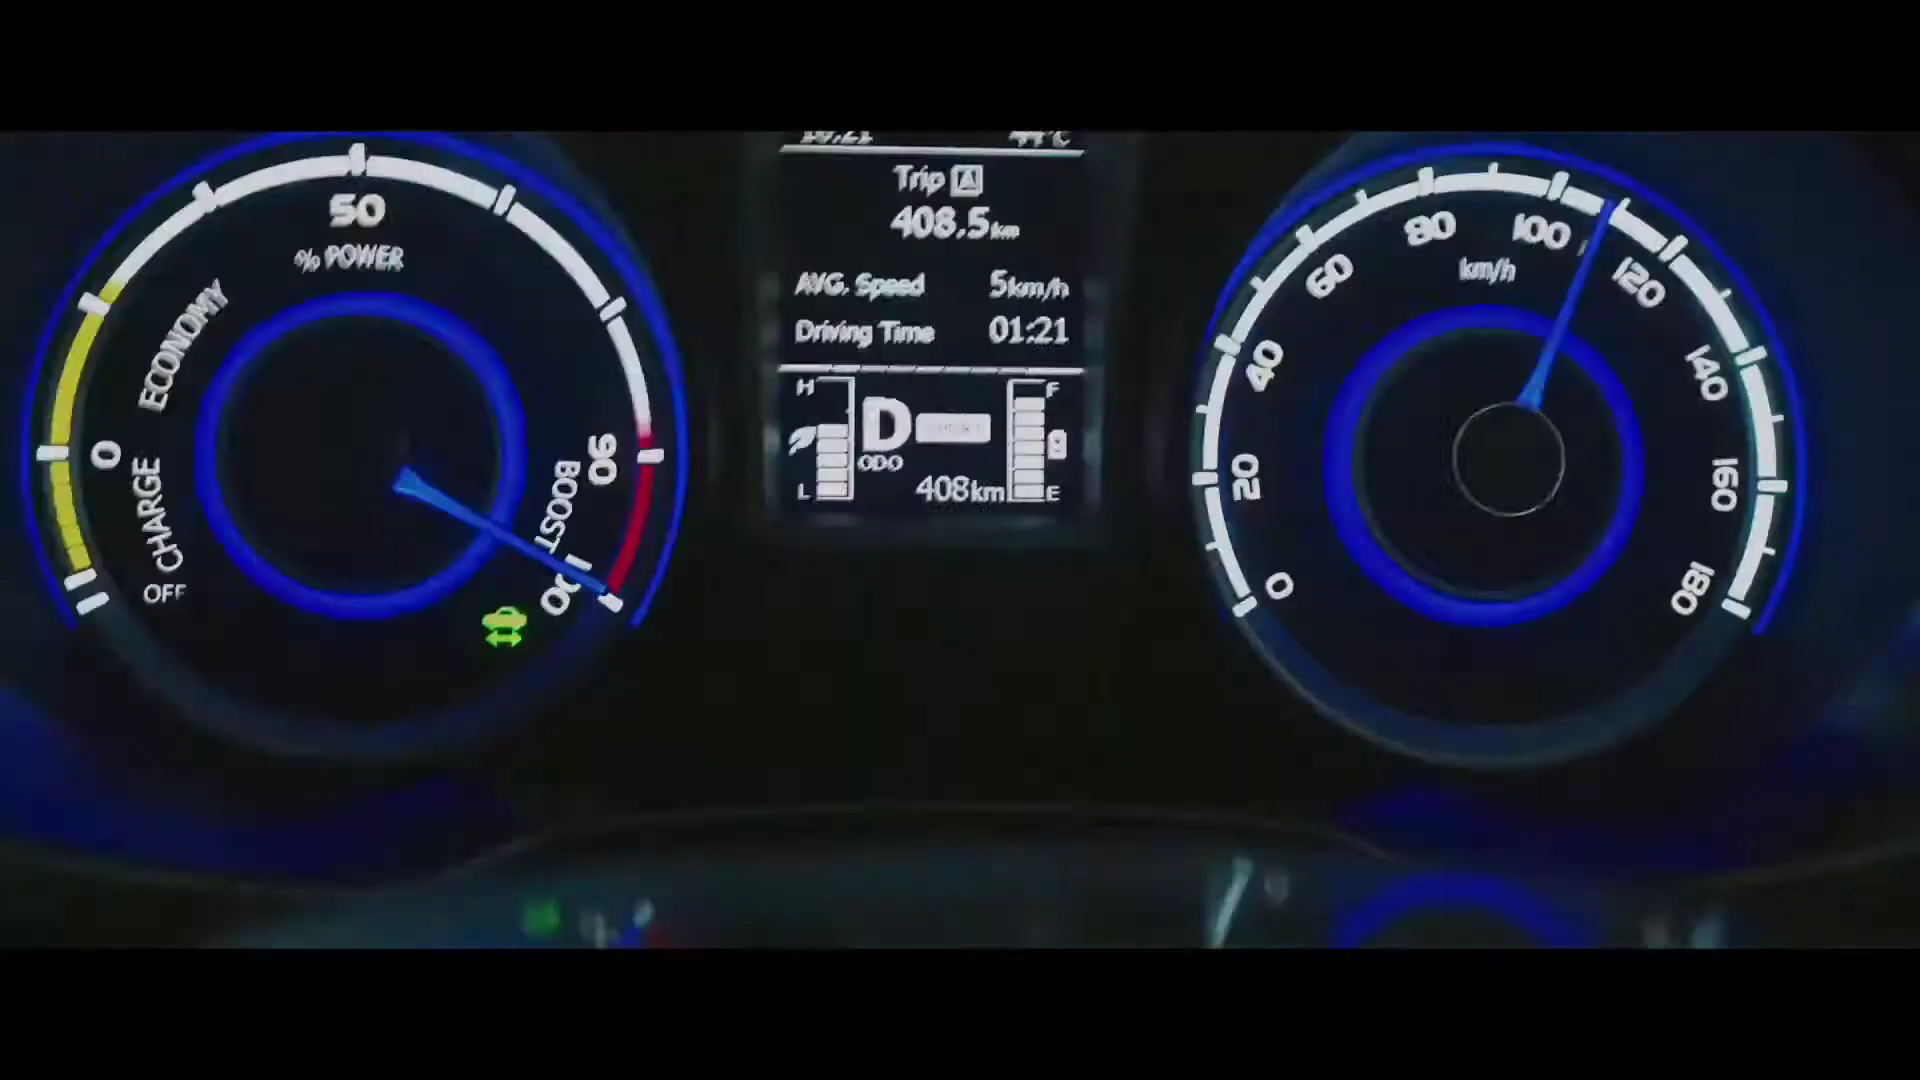 Trip A
408.5km
AVG. Speed 5km/h
Driving Time 01:21
H
F
D
ODO
408km
L
E
50
% POWER
ECONOMY
0
CHARGE
OFF
90
BOOST
100
km/h
0
20
40
60
80
100
120
140
160
180